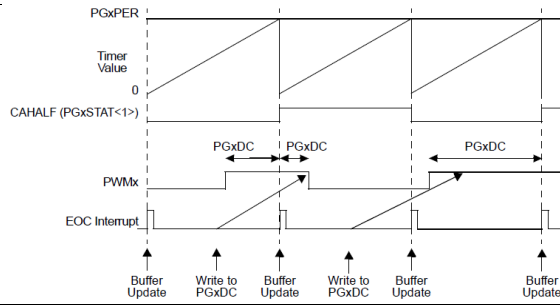 PGxPER
Timer
Value
0
CAHALF (PGxSTAT<1>)
PGxDC PGxDC PGxDC
PWMx
EOC Interrupt
Buffer Update
Write to PGxDC
Buffer Update
Write to PGxDC
Buffer Update
Buffer Update